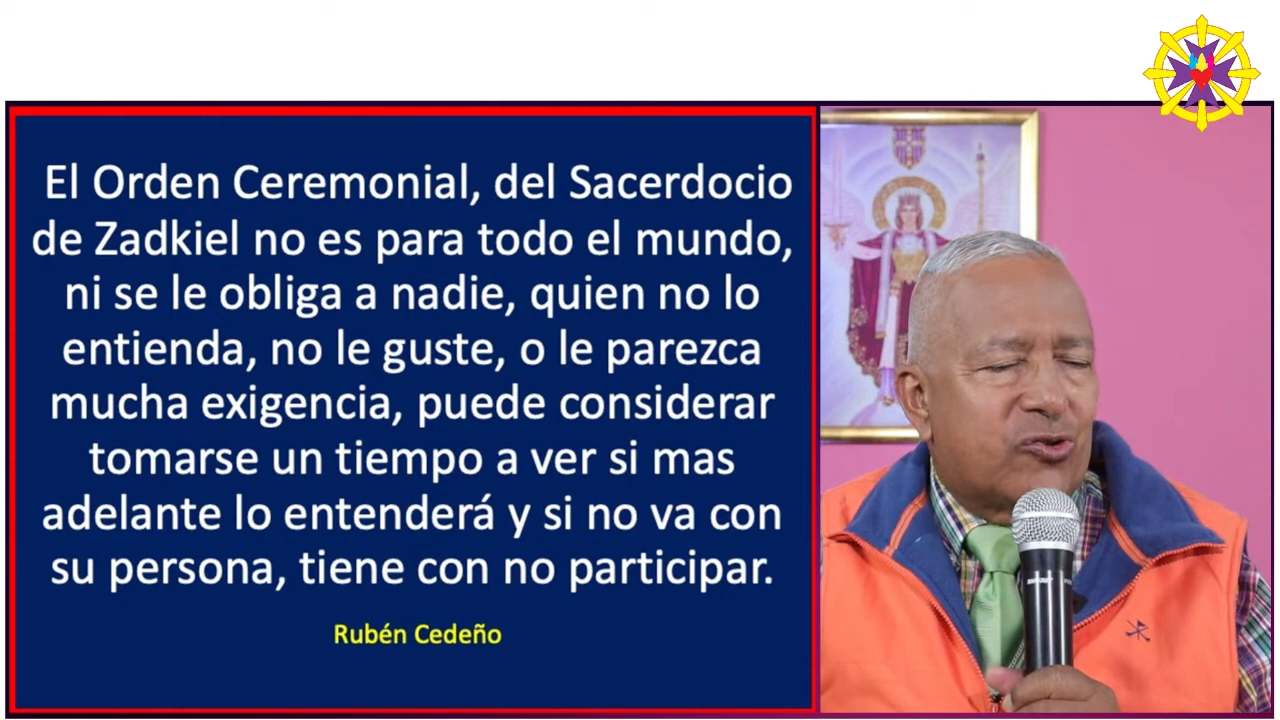 El Orden Ceremonial, del Sacerdocio
de Zadkiel no es para todo el mundo,
ni se le obliga a nadie, quien no lo
entienda, no le guste, o le parezca
mucha exigencia, puede considerar
tomarse un tiempo a ver si mas
adelante lo entenderá y si no va con
su persona, tiene con no participar.
Rubén Cedeño